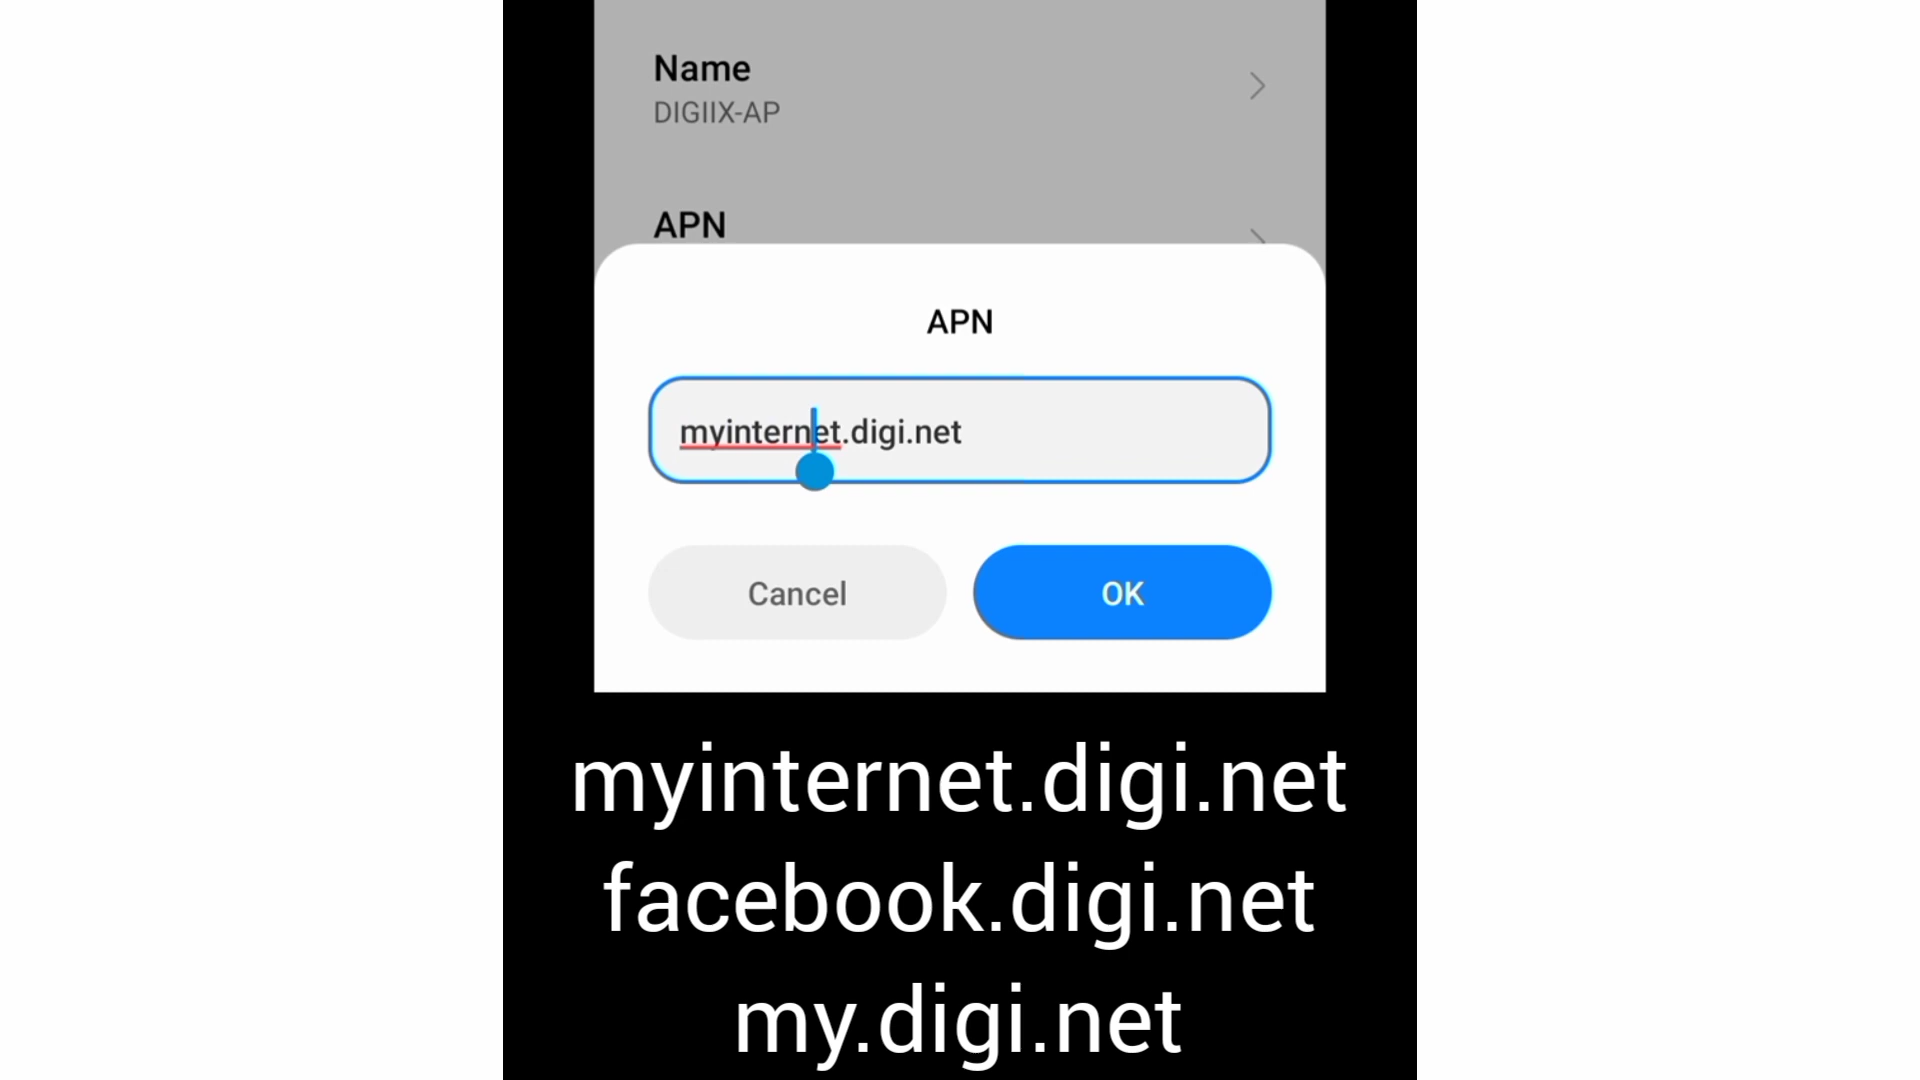 Name
DIGIIX-AP
APN
APN
myinternet.digi.net
Cancel
OK
myinternet.digi.net
facebook.digi.net
my.digi.net